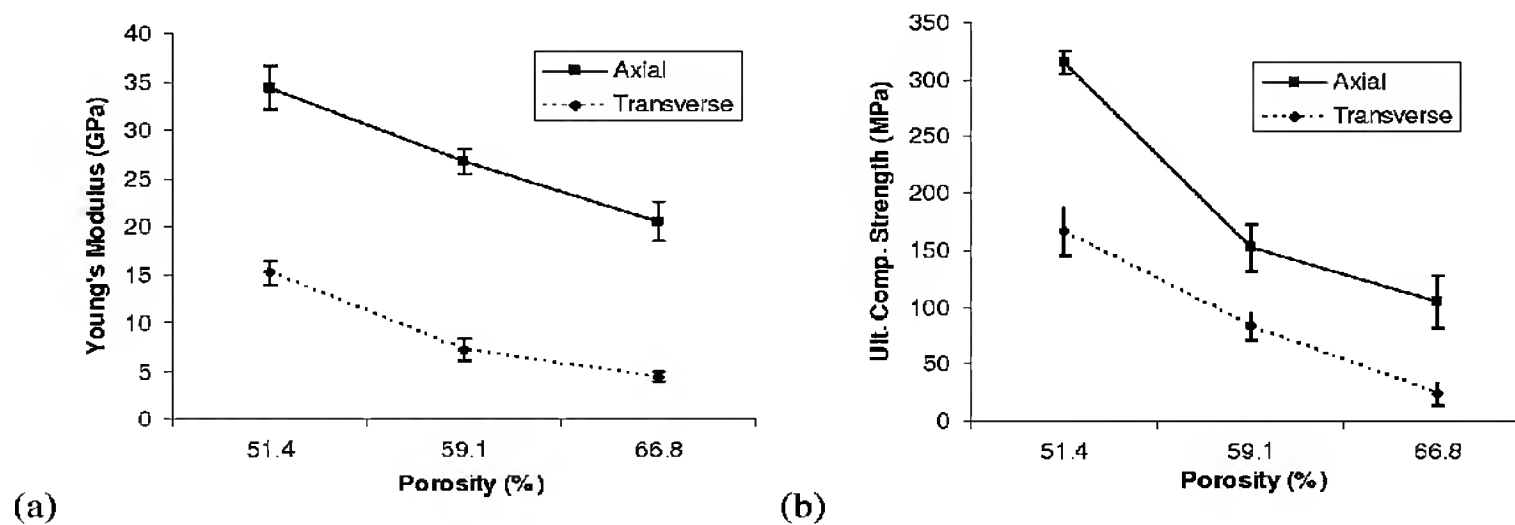 40
35
30
25
20
15
10
5
0
Young's Modulus (GPa)
Axial
Transverse
51.4 59.1 66.8
Porosity (%)
(a)
400
350
300
250
200
150
100
50
0
Ult. Comp. Strength (MPa)
Axial
Transverse
51.4 59.1 66.8
Porosity (%)
(b)